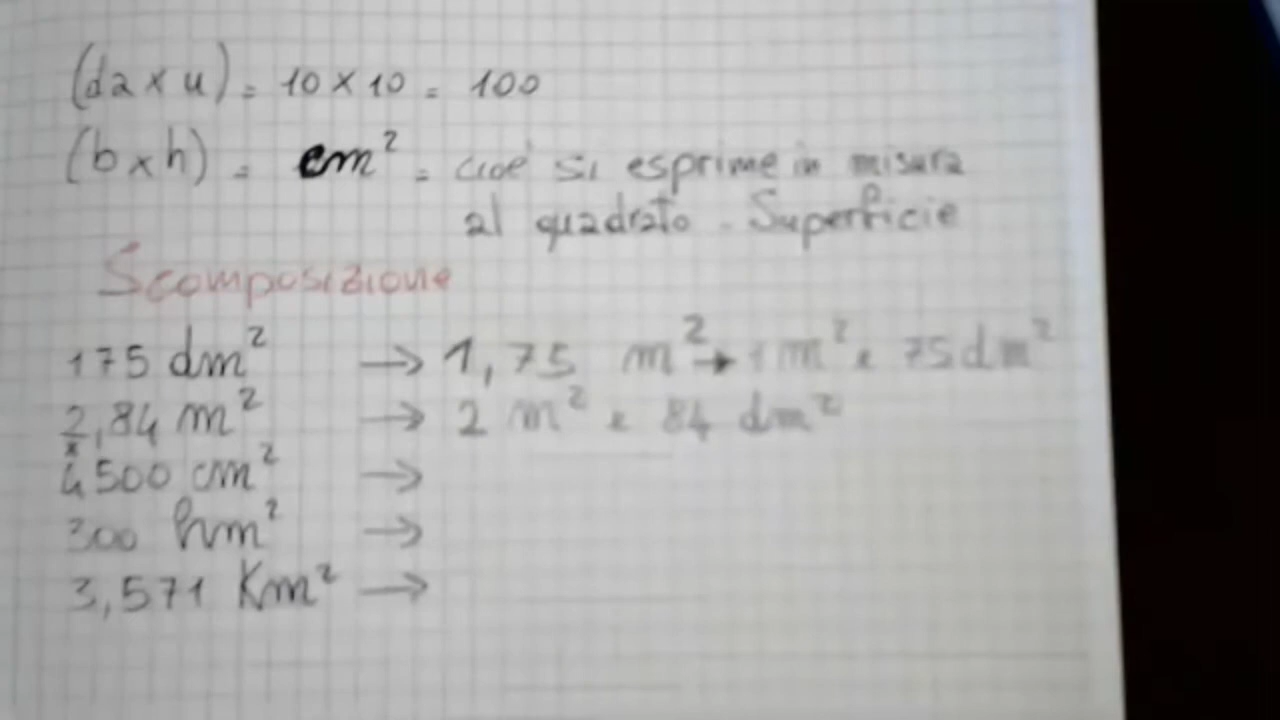 (da x u) = 10 x 10 = 100
(b x h) = cm² = cioè si esprime in misura
al quadrato. Superficie
Scomposizione
175 dm² → 1,75 m² → 1 m² e 75 dm²
2,84 m² → 2 m² e 84 dm²
4500 cm² →
300 hm² →
3,571 Km² →